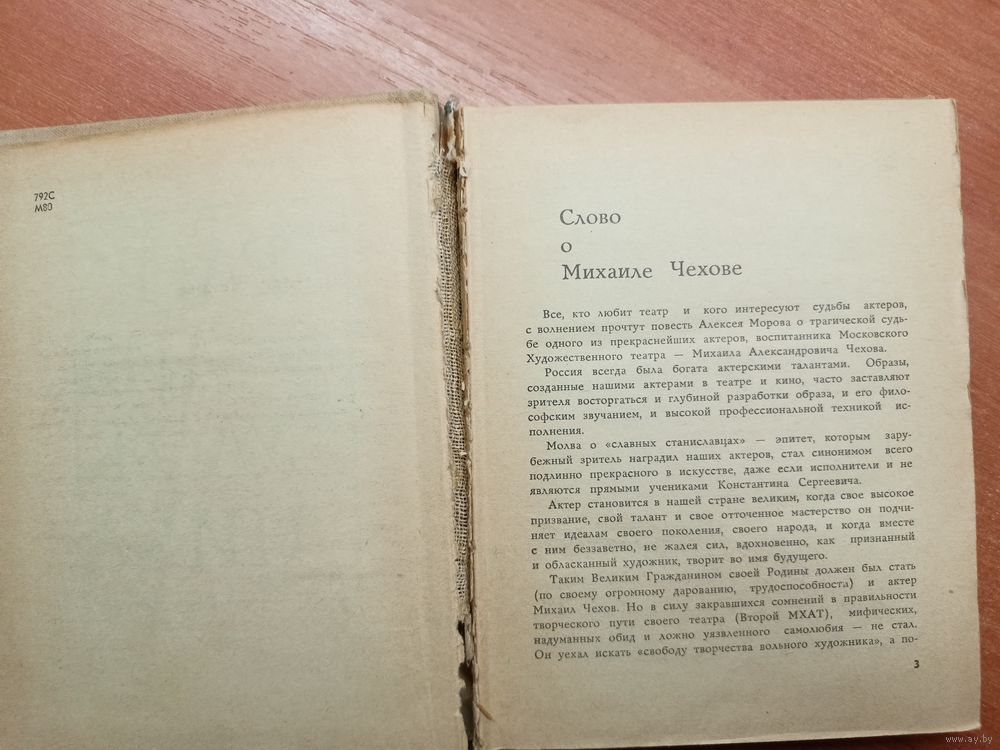 792С
М80
Слово
о
Михаиле Чехове
Все, кто любит театр и кого интересуют судьбы актеров,
с волнением прочтут повесть Алексея Морова о трагической судь-
бе одного из прекраснейших актеров, воспитанника Московского
Художественного театра — Михаила Александровича Чехова.
Россия всегда была богата актерскими талантами. Образы,
созданные нашими актерами в театре и кино, часто заставляют
зрителя восторгаться и глубиной разработки образа, и его фило-
софским звучанием, и высокой профессиональной техникой ис-
полнения.
Молва о «славных станиславцах» — эпитет, которым зару-
бежный зритель наградил наших актеров, стал синонимом всего
подлинно прекрасного в искусстве, даже если исполнители и не
являются прямыми учениками Константина Сергеевича.
Актер становится в нашей стране великим, когда свое высокое
призвание, свой талант и свое отточенное мастерство он подчи-
няет идеалам своего поколения, своего народа, и когда вместе
с ним беззаветно, не жалея сил, вдохновенно, как признанный
и обласканный художник, творит во имя будущего.
Таким Великим Гражданином своей Родины должен был стать
(по своему огромному дарованию, трудоспособности) и актер
Михаил Чехов. Но в силу закравшихся сомнений в правильности
творческого пути своего театра (Второй МХАТ), мифических,
надуманных обид и ложно уязвленного самолюбия — не стал.
Он уехал искать «свободу творчества вольного художника», а по-
3
www.ay.by